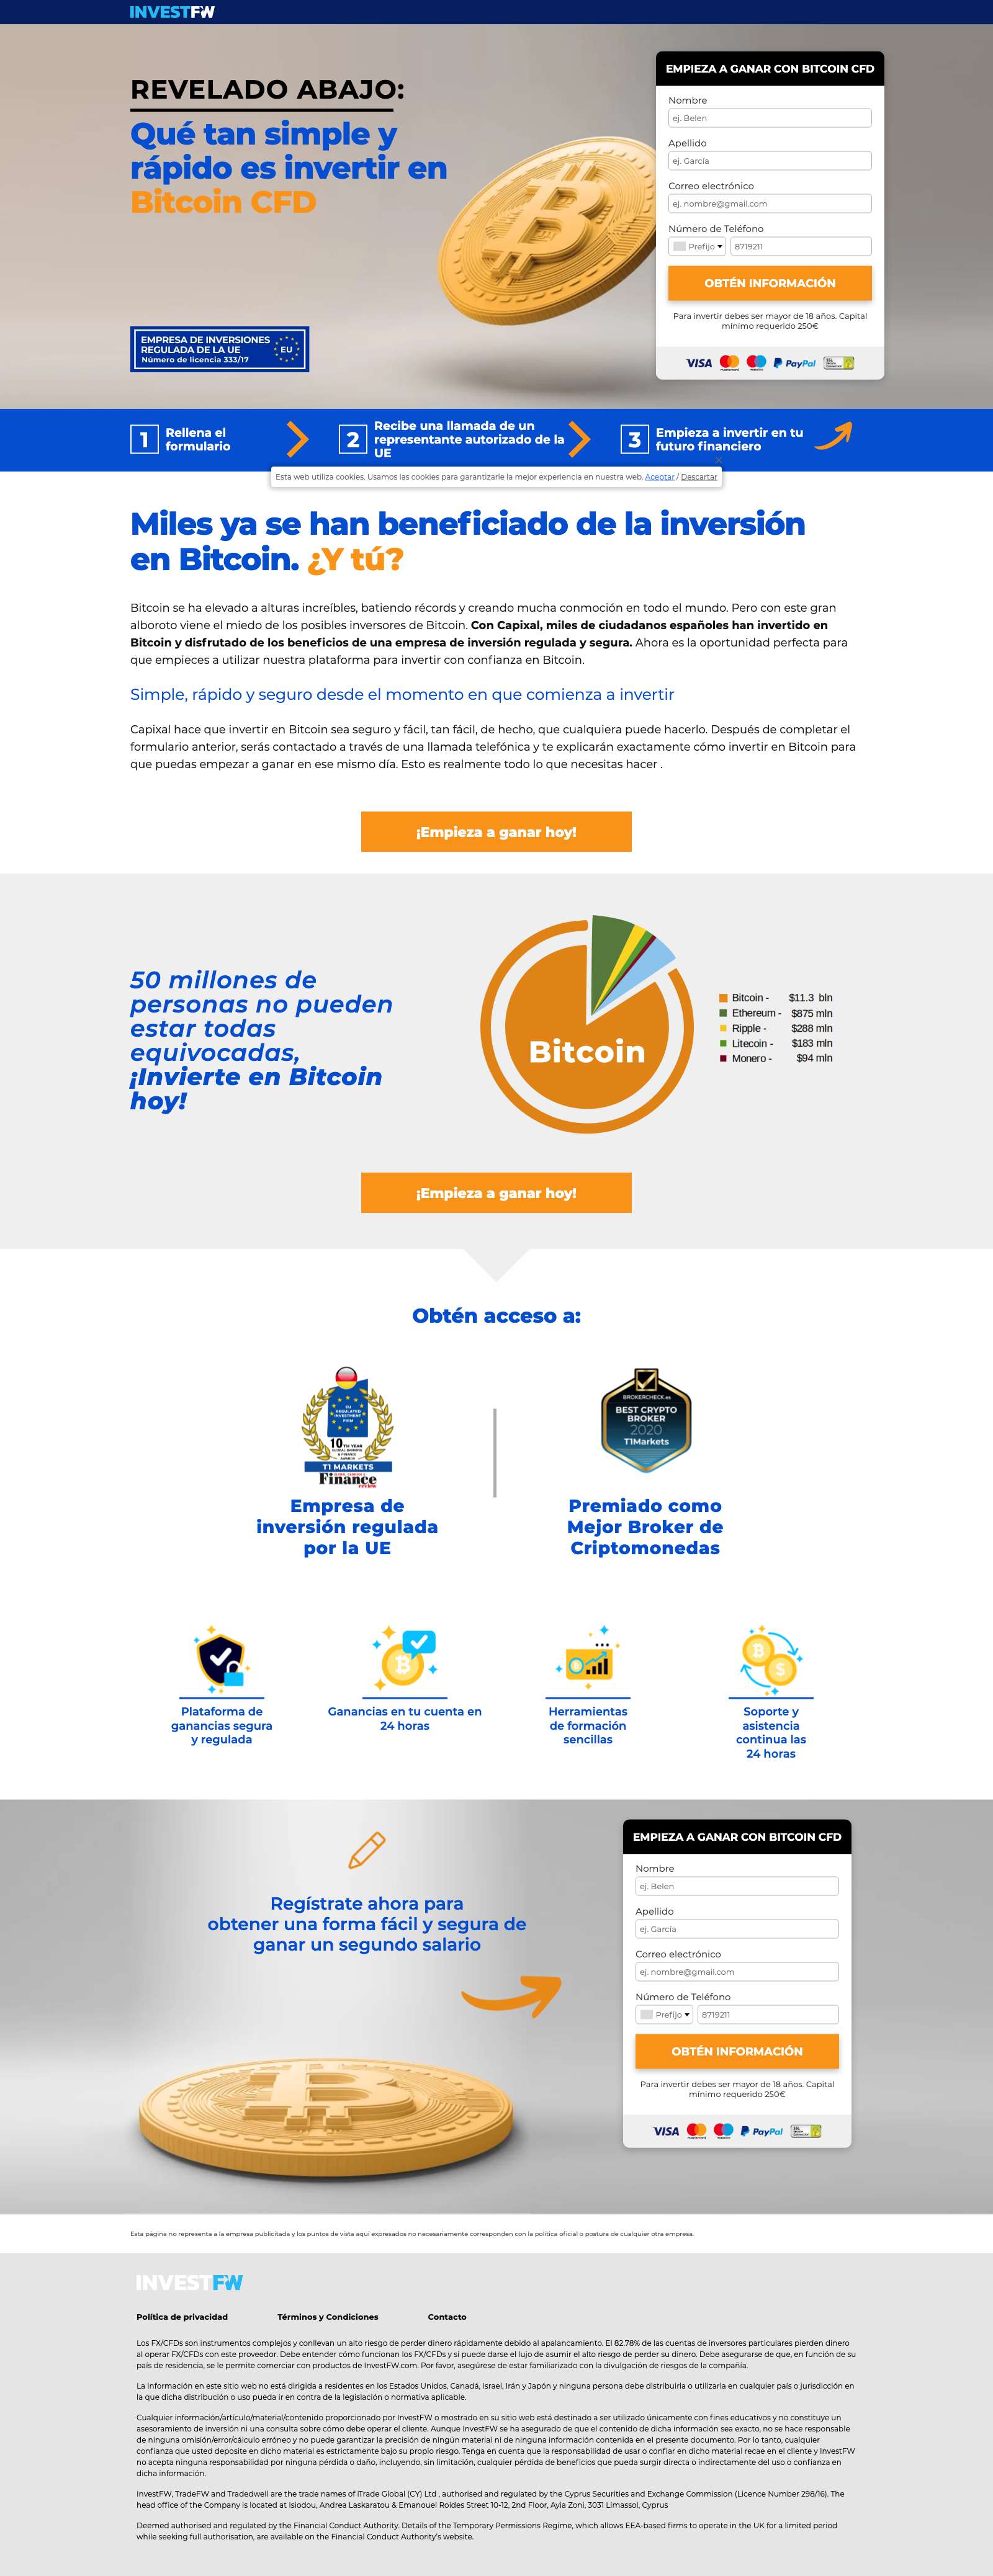 INVESTFW
REVELADO ABAJO:
Qué tan simple y
rápido es invertir en
Bitcoin CFD
EMPRESA DE INVERSIONES
REGULADA DE LA UE
Número de licencia 333/17
EU
EMPIEZA A GANAR CON BITCOIN CFD
Nombre
ej. Belen
Apellido
ej. García
Correo electrónico
ej. nombre@gmail.com
Número de Teléfono
Prefijo 8719211
OBTÉN INFORMACIÓN
Para invertir debes ser mayor de 18 años. Capital
mínimo requerido 250€
VISA mastercard maestro PayPal
1 Rellena el
formulario
2 Recibe una llamada de un
representante autorizado de la
UE
3 Empieza a invertir en tu
futuro financiero
Esta web utiliza cookies. Usamos las cookies para garantizarle la mejor experiencia en nuestra web. Aceptar / Descartar
Miles ya se han beneficiado de la inversión
en Bitcoin. ¿Y tú?
Bitcoin se ha elevado a alturas increíbles, batiendo récords y creando mucha conmoción en todo el mundo. Pero con este gran
alboroto viene el miedo de los posibles inversores de Bitcoin. Con Capixal, miles de ciudadanos españoles han invertido en
Bitcoin y disfrutado de los beneficios de una empresa de inversión regulada y segura. Ahora es la oportunidad perfecta para
que empieces a utilizar nuestra plataforma para invertir con confianza en Bitcoin.
Simple, rápido y seguro desde el momento en que comienza a invertir
Capixal hace que invertir en Bitcoin sea seguro y fácil, tan fácil, de hecho, que cualquiera puede hacerlo. Después de completar el
formulario anterior, serás contactado a través de una llamada telefónica y te explicarán exactamente cómo invertir en Bitcoin para
que puedas empezar a ganar en ese mismo día. Esto es realmente todo lo que necesitas hacer .
¡Empieza a ganar hoy!
50 millones de
personas no pueden
estar todas
equivocadas,
¡Invierte en Bitcoin
hoy!
Bitcoin
Bitcoin - $11.3 bln
Ethereum - $875 mln
Ripple - $288 mln
Litecoin - $183 mln
Monero - $94 mln
¡Empieza a ganar hoy!
Obtén acceso a:
EU
REGULATED
INVESTMENT
FIRM
10TH YEAR
GLOBAL BANKING
& FINANCE
AWARDS
T1 MARKETS
Finance
Empresa de
inversión regulada
por la UE
BROKERCHECK.es
BEST CRYPTO
BROKER
2020
T1Markets
Premiado como
Mejor Broker de
Criptomonedas
Plataforma de
ganancias segura
y regulada
Ganancias en tu cuenta en
24 horas
Herramientas
de formación
sencillas
Soporte y
asistencia
continua las
24 horas
Regístrate ahora para
obtener una forma fácil y segura de
ganar un segundo salario
EMPIEZA A GANAR CON BITCOIN CFD
Nombre
ej. Belen
Apellido
ej. García
Correo electrónico
ej. nombre@gmail.com
Número de Teléfono
Prefijo 8719211
OBTÉN INFORMACIÓN
Para invertir debes ser mayor de 18 años. Capital
mínimo requerido 250€
VISA mastercard maestro PayPal
Esta página no representa a la empresa publicitada y los puntos de vista aquí expresados no necesariamente corresponden con la política oficial o postura de cualquier otra empresa.
INVESTFW
Política de privacidad Términos y Condiciones Contacto
Los FX/CFDs son instrumentos complejos y conllevan un alto riesgo de perder dinero rápidamente debido al apalancamiento. El 82.78% de las cuentas de inversores particulares pierden dinero
al operar FX/CFDs con este proveedor. Debe entender cómo funcionan los FX/CFDs y si puede darse el lujo de asumir el alto riesgo de perder su dinero. Debe asegurarse de que, en función de su
país de residencia, se le permite comerciar con productos de InvestFW.com. Por favor, asegúrese de estar familiarizado con la divulgación de riesgos de la compañía.
La información en este sitio web no está dirigida a residentes en los Estados Unidos, Canadá, Israel, Irán y Japón y ninguna persona debe distribuirla o utilizarla en cualquier país o jurisdicción en
la que dicha distribución o uso pueda ir en contra de la legislación o normativa aplicable.
Cualquier información/artículo/material/contenido proporcionado por InvestFW o mostrado en su sitio web está destinado a ser utilizado únicamente con fines educativos y no constituye un
asesoramiento de inversión ni una consulta sobre cómo debe operar el cliente. Aunque InvestFW se ha asegurado de que el contenido de dicha información sea exacto, no se hace responsable
de ninguna omisión/error/cálculo erróneo y no puede garantizar la precisión de ningún material ni de ninguna información contenida en el presente documento. Por lo tanto, cualquier
confianza que usted deposite en dicho material es estrictamente bajo su propio riesgo. Tenga en cuenta que la responsabilidad de usar o confiar en dicho material recae en el cliente y InvestFW
no acepta ninguna responsabilidad por ninguna pérdida o daño, incluyendo, sin limitación, cualquier pérdida de beneficios que pueda surgir directa o indirectamente del uso o confianza en
dicha información.
InvestFW, TradeFW and Tradedwell are the trade names of iTrade Global (CY) Ltd , authorised and regulated by the Cyprus Securities and Exchange Commission (Licence Number 298/16). The
head office of the Company is located at Isiodou, Andrea Laskaratou & Emanouel Roides Street 10-12, 2nd Floor, Ayia Zoni, 3031 Limassol, Cyprus
Deemed authorised and regulated by the Financial Conduct Authority. Details of the Temporary Permissions Regime, which allows EEA-based firms to operate in the UK for a limited period
while seeking full authorisation, are available on the Financial Conduct Authority's website.